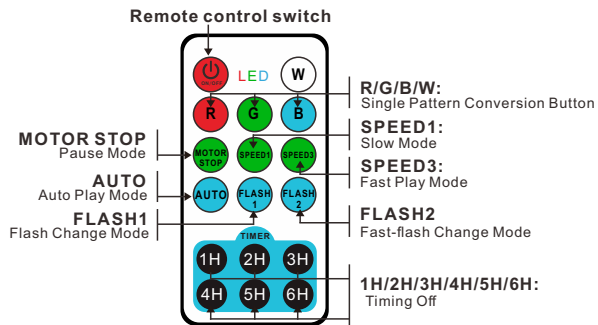 Remote control switch
ON/OFF
LED
W
R
G
B
R/G/B/W:
Single Pattern Conversion Button
MOTOR STOP
Pause Mode
MOTOR
STOP
SPEED1
SPEED3
SPEED1:
Slow Mode
SPEED3:
Fast Play Mode
AUTO
Auto Play Mode
AUTO
FLASH
1
FLASH
2
FLASH1
Flash Change Mode
FLASH2
Fast-flash Change Mode
TIMER
1H
2H
3H
4H
5H
6H
1H/2H/3H/4H/5H/6H:
Timing Off